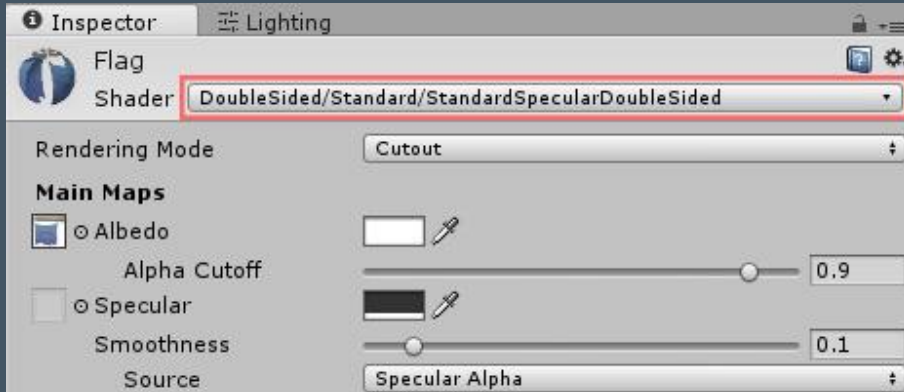 Inspector Lighting
Flag
Shader DoubleSided/Standard/StandardSpecularDoubleSided
Rendering Mode Cutout
Main Maps
Albedo
Alpha Cutoff 0.9
Specular
Smoothness 0.1
Source Specular Alpha